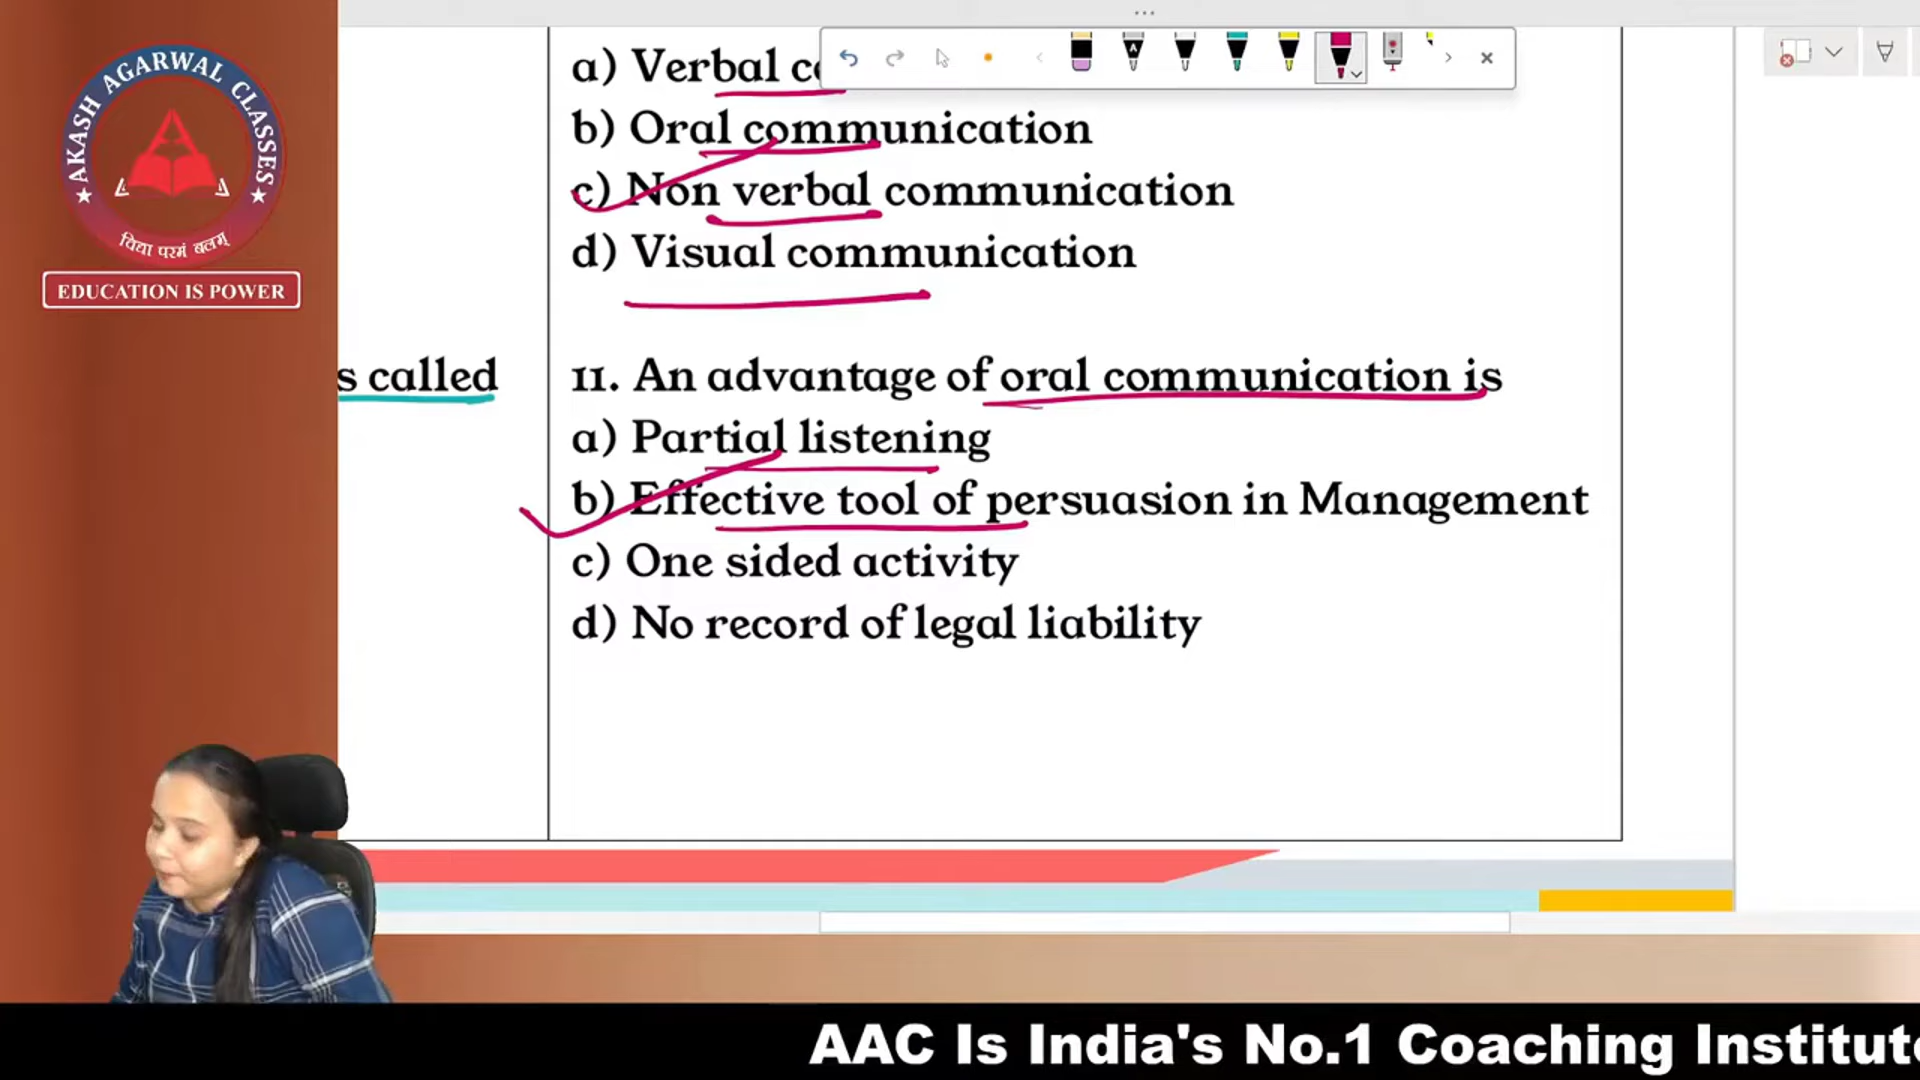 AKASH AGARWAL CLASSES
विद्या परमं बलम्
EDUCATION IS POWER
s called
a) Verbal
b) Oral communication
c) Non verbal communication
d) Visual communication
11. An advantage of oral communication is
a) Partial listening
b) Effective tool of persuasion in Management
c) One sided activity
d) No record of legal liability
AAC Is India's No.1 Coaching Institut